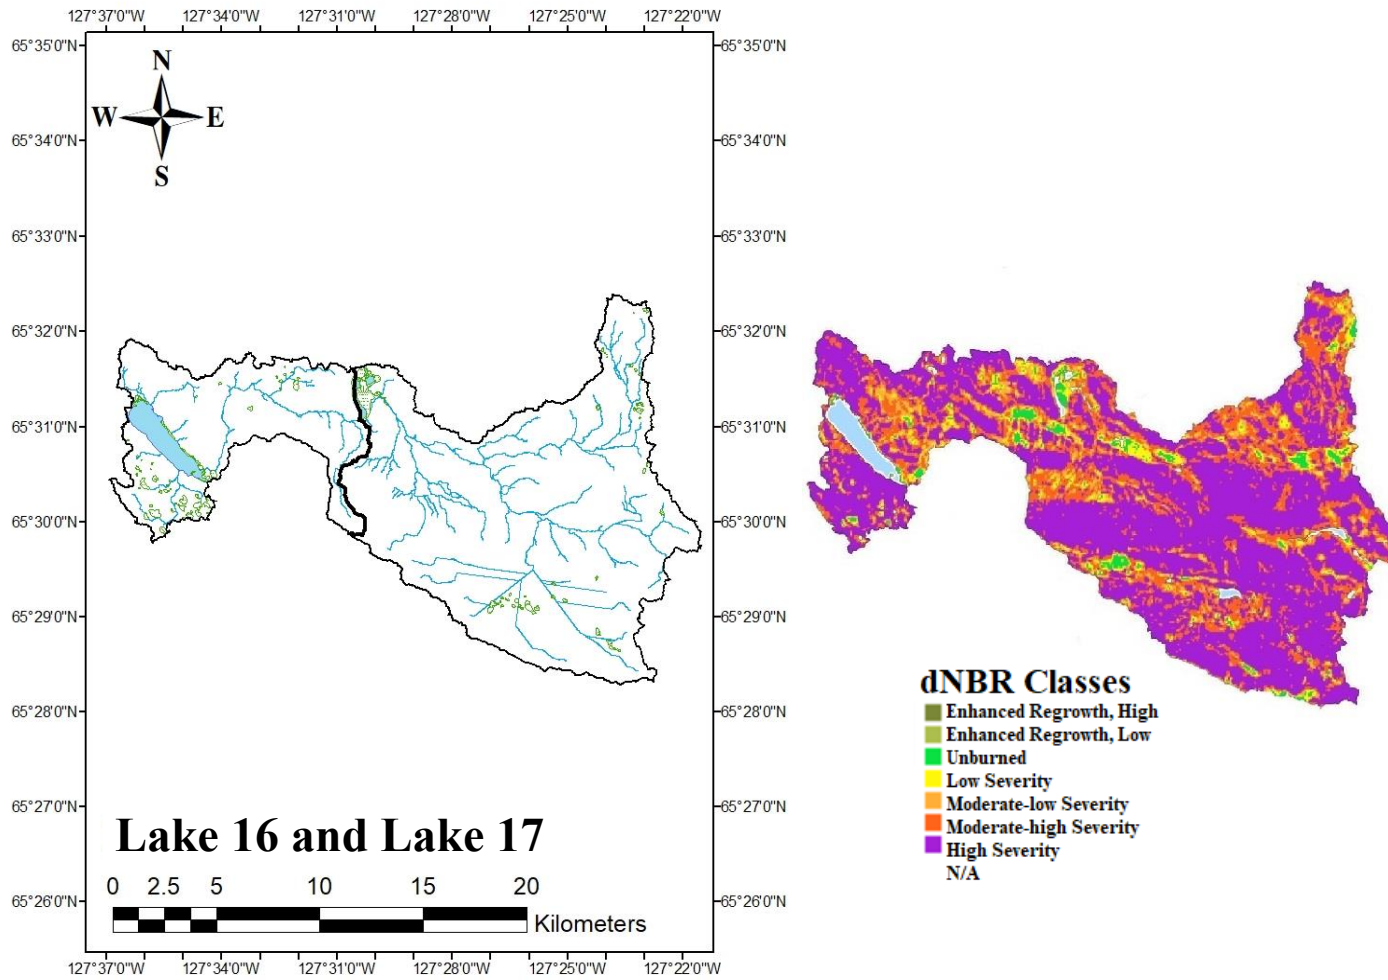 127°37'0"W 127°34'0"W 127°31'0"W 127°28'0"W 127°25'0"W 127°22'0"W
65°35'0"N 65°35'0"N
N
W E
S
65°34'0"N 65°34'0"N
65°33'0"N 65°33'0"N
65°32'0"N 65°32'0"N
65°31'0"N 65°31'0"N
65°30'0"N 65°30'0"N
65°29'0"N 65°29'0"N
65°28'0"N 65°28'0"N
65°27'0"N 65°27'0"N
65°26'0"N 65°26'0"N
Lake 16 and Lake 17
0 2.5 5 10 15 20
Kilometers
127°37'0"W 127°34'0"W 127°31'0"W 127°28'0"W 127°25'0"W 127°22'0"W
dNBR Classes
Enhanced Regrowth, High
Enhanced Regrowth, Low
Unburned
Low Severity
Moderate-low Severity
Moderate-high Severity
High Severity
N/A